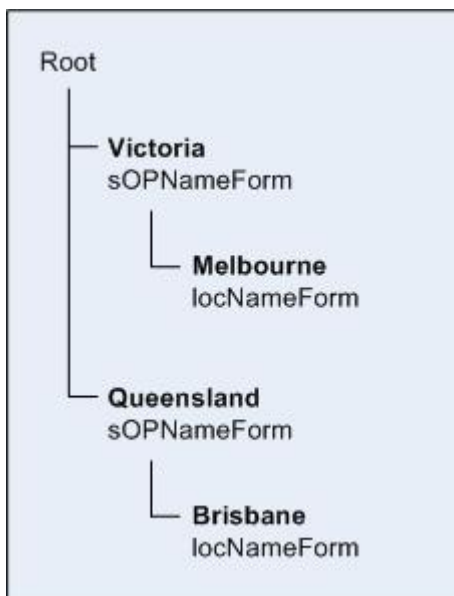 Root
Victoria
sOPNameForm
Melbourne
locNameForm
Queensland
sOPNameForm
Brisbane
locNameForm